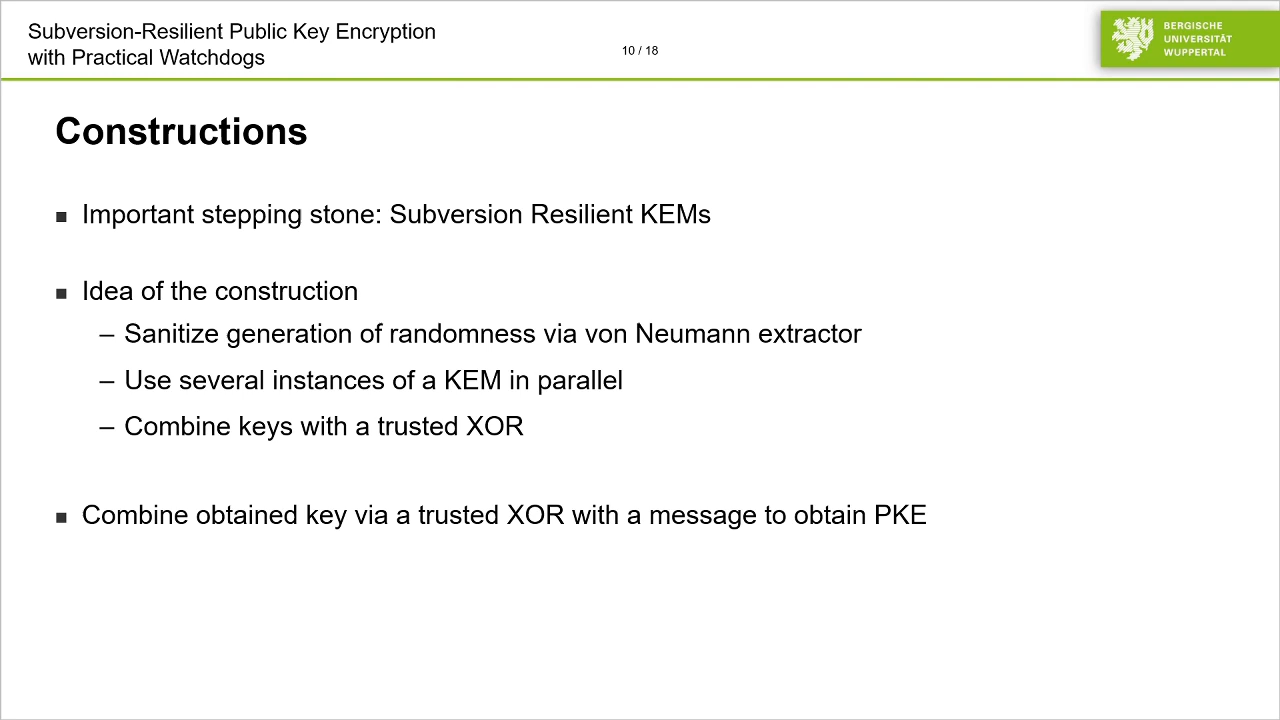 Subversion-Resilient Public Key Encryption
with Practical Watchdogs
10 / 18
BERGISCHE
UNIVERSITÄT
WUPPERTAL
Constructions
▪ Important stepping stone: Subversion Resilient KEMs
▪ Idea of the construction
– Sanitize generation of randomness via von Neumann extractor
– Use several instances of a KEM in parallel
– Combine keys with a trusted XOR
▪ Combine obtained key via a trusted XOR with a message to obtain PKE